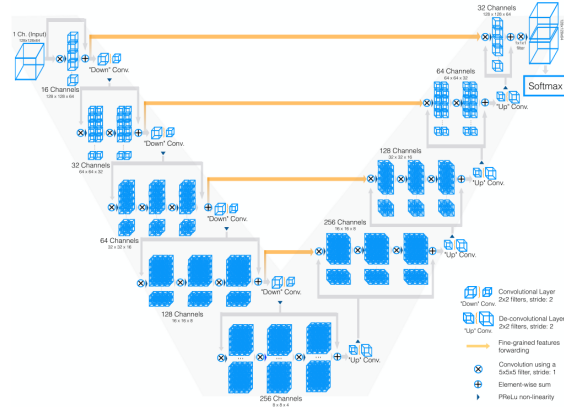 1 Ch. (Input)
128x128x64
"Down" Conv.
16 Channels
128 x 128 x 64
"Down" Conv.
32 Channels
64 x 64 x 32
"Down" Conv.
64 Channels
32 x 32 x 16
"Down" Conv.
128 Channels
16 x 16 x 8
256 Channels
8 x 8 x 4
"Up" Conv.
256 Channels
16 x 16 x 8
"Up" Conv.
128 Channels
32 x 32 x 16
"Up" Conv.
64 Channels
64 x 64 x 32
"Up" Conv.
32 Channels
128 x 128 x 64
1x1x1
filter
Softmax
Convolutional Layer
2x2 filters, stride: 2
"Down" Conv.
De-convolutional Layer
2x2 filters, stride: 2
"Up" Conv.
Fine-grained features
forwarding
Convolution using a
5x5x5 filter, stride: 1
Element-wise sum
PReLu non-linearity